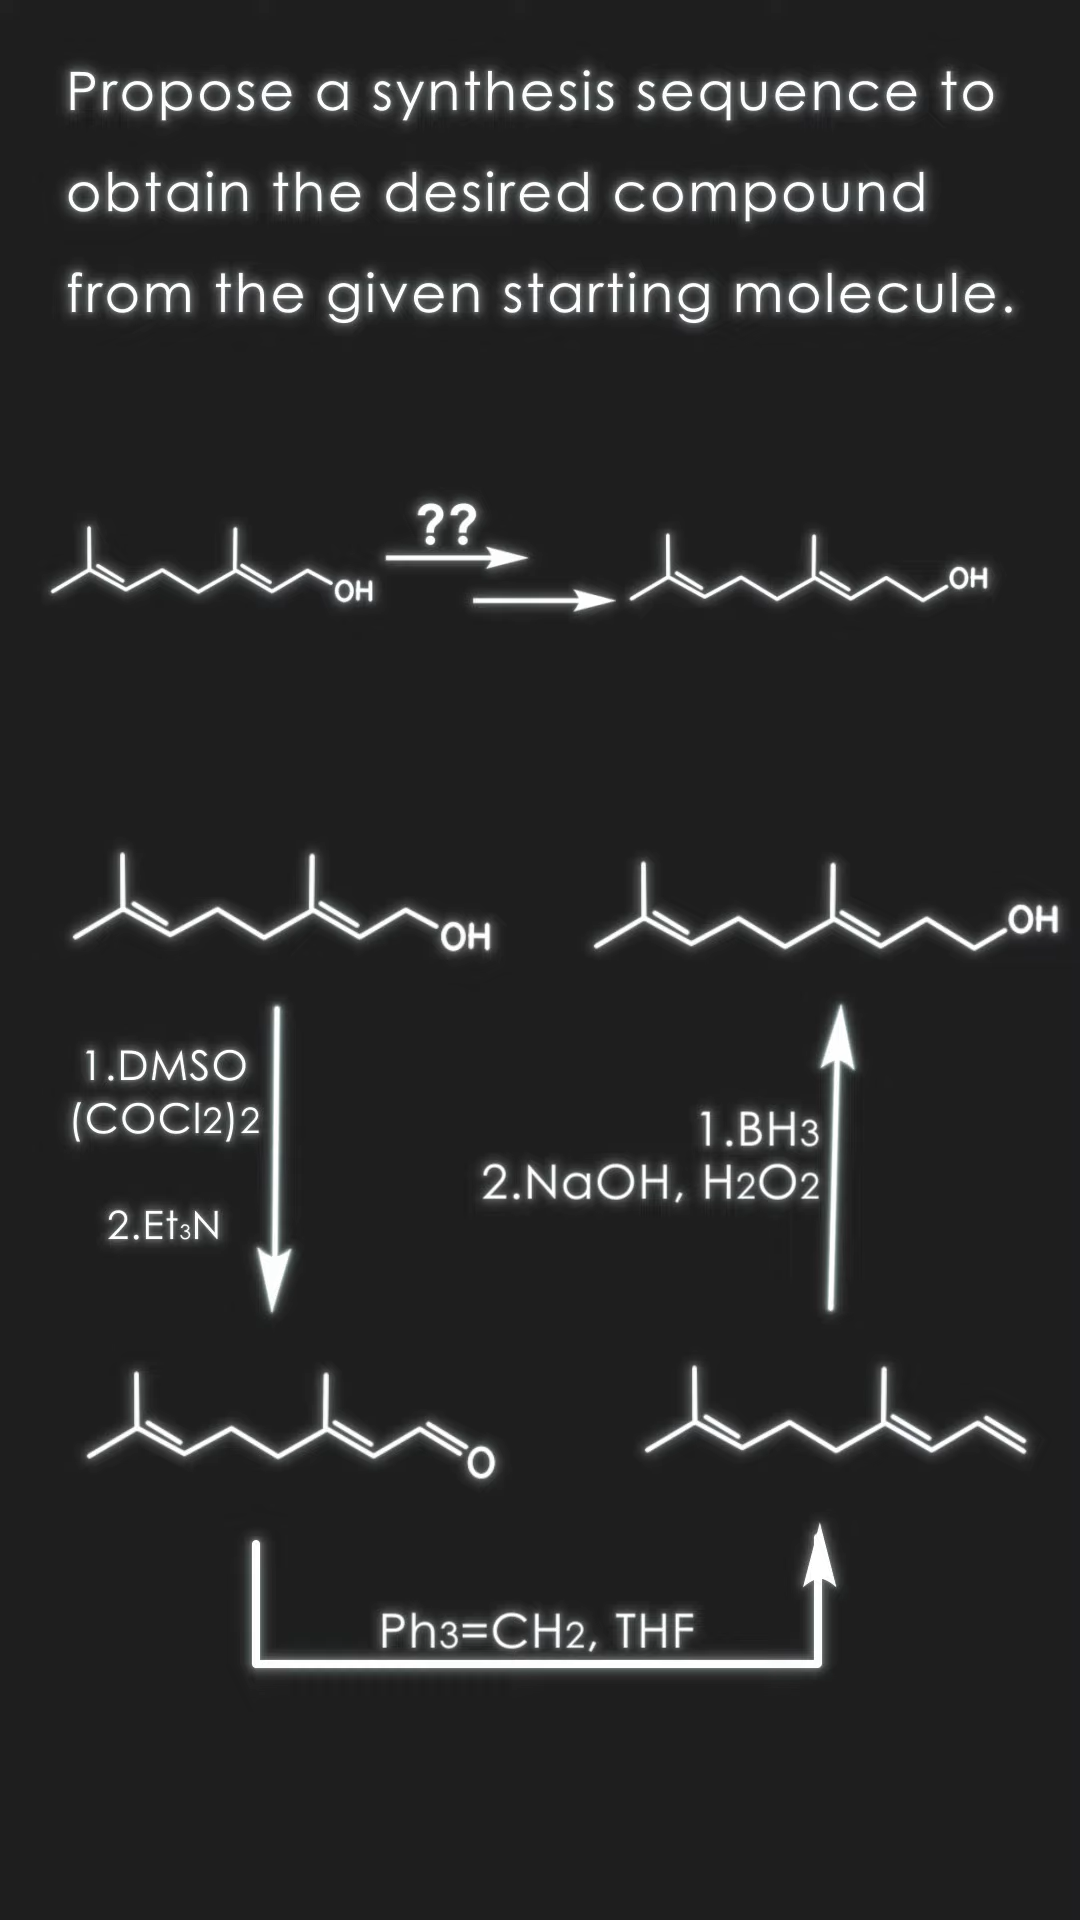 Propose a synthesis sequence to
obtain the desired compound
from the given starting molecule.
??
OH
OH
OH
OH
1.DMSO
(COCl2)2
2.Et3N
1.BH3
2.NaOH, H2O2
O
Ph3=CH2, THF